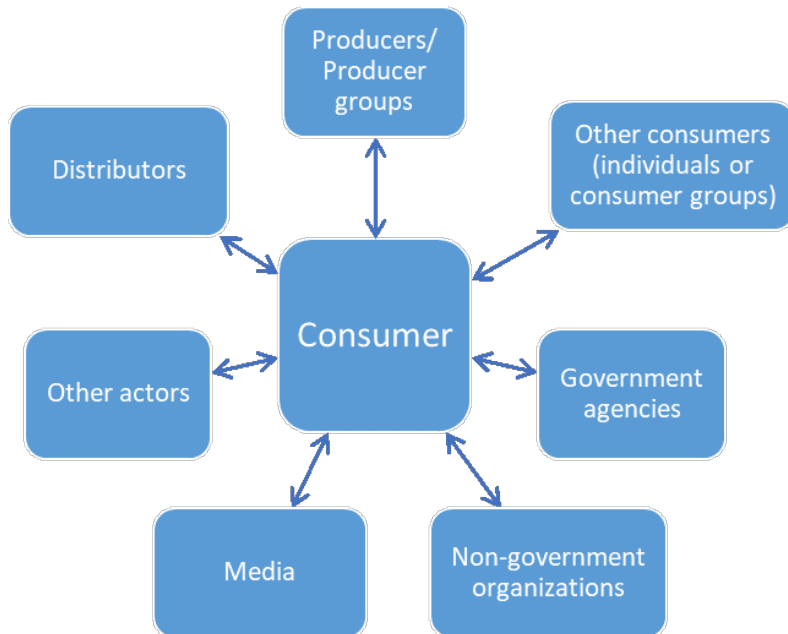 Producers/
Producer
groups
Distributors
Other consumers
(individuals or
consumer groups)
Consumer
Other actors
Government
agencies
Media
Non-government
organizations